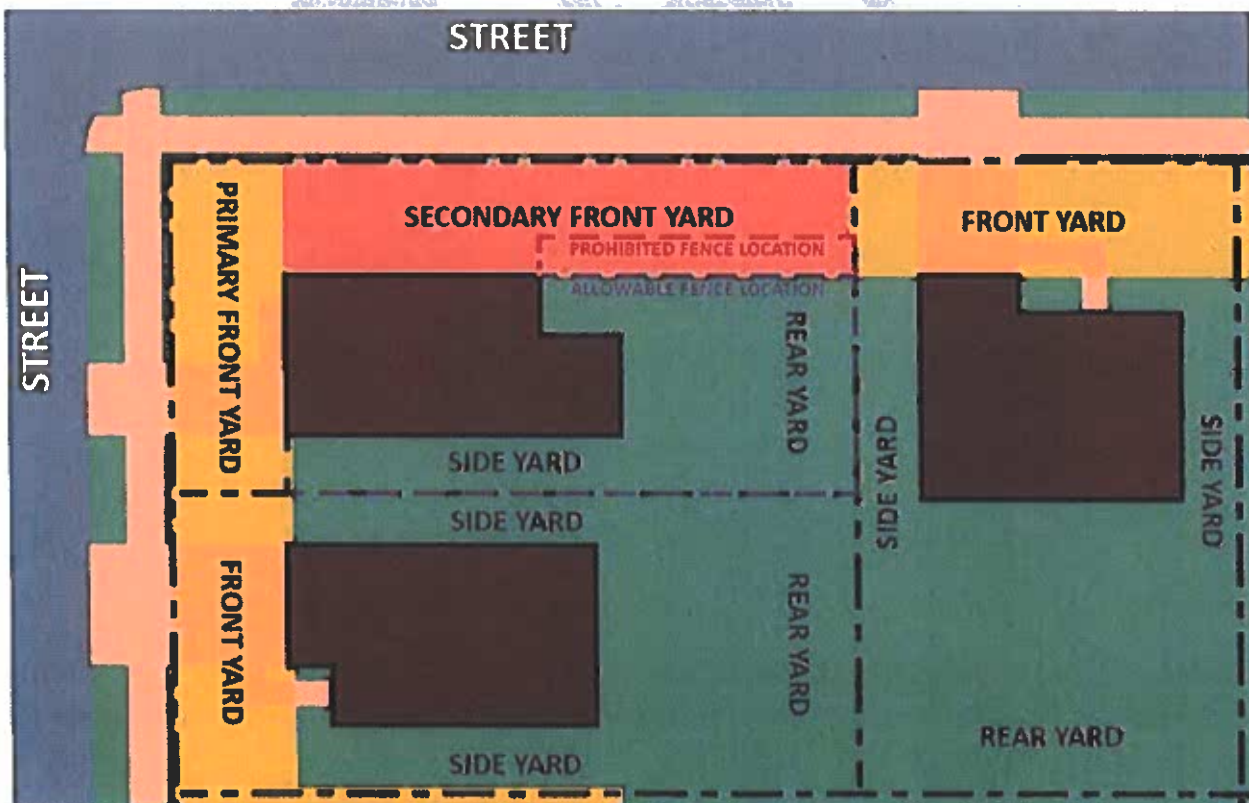 STREET
STREET
PRIMARY FRONT YARD
SECONDARY FRONT YARD
FRONT YARD
PROHIBITED FENCE LOCATION
ALLOWABLE FENCE LOCATION
REAR YARD
SIDE YARD
SIDE YARD
SIDE YARD
SIDE YARD
FRONT YARD
REAR YARD
REAR YARD
SIDE YARD